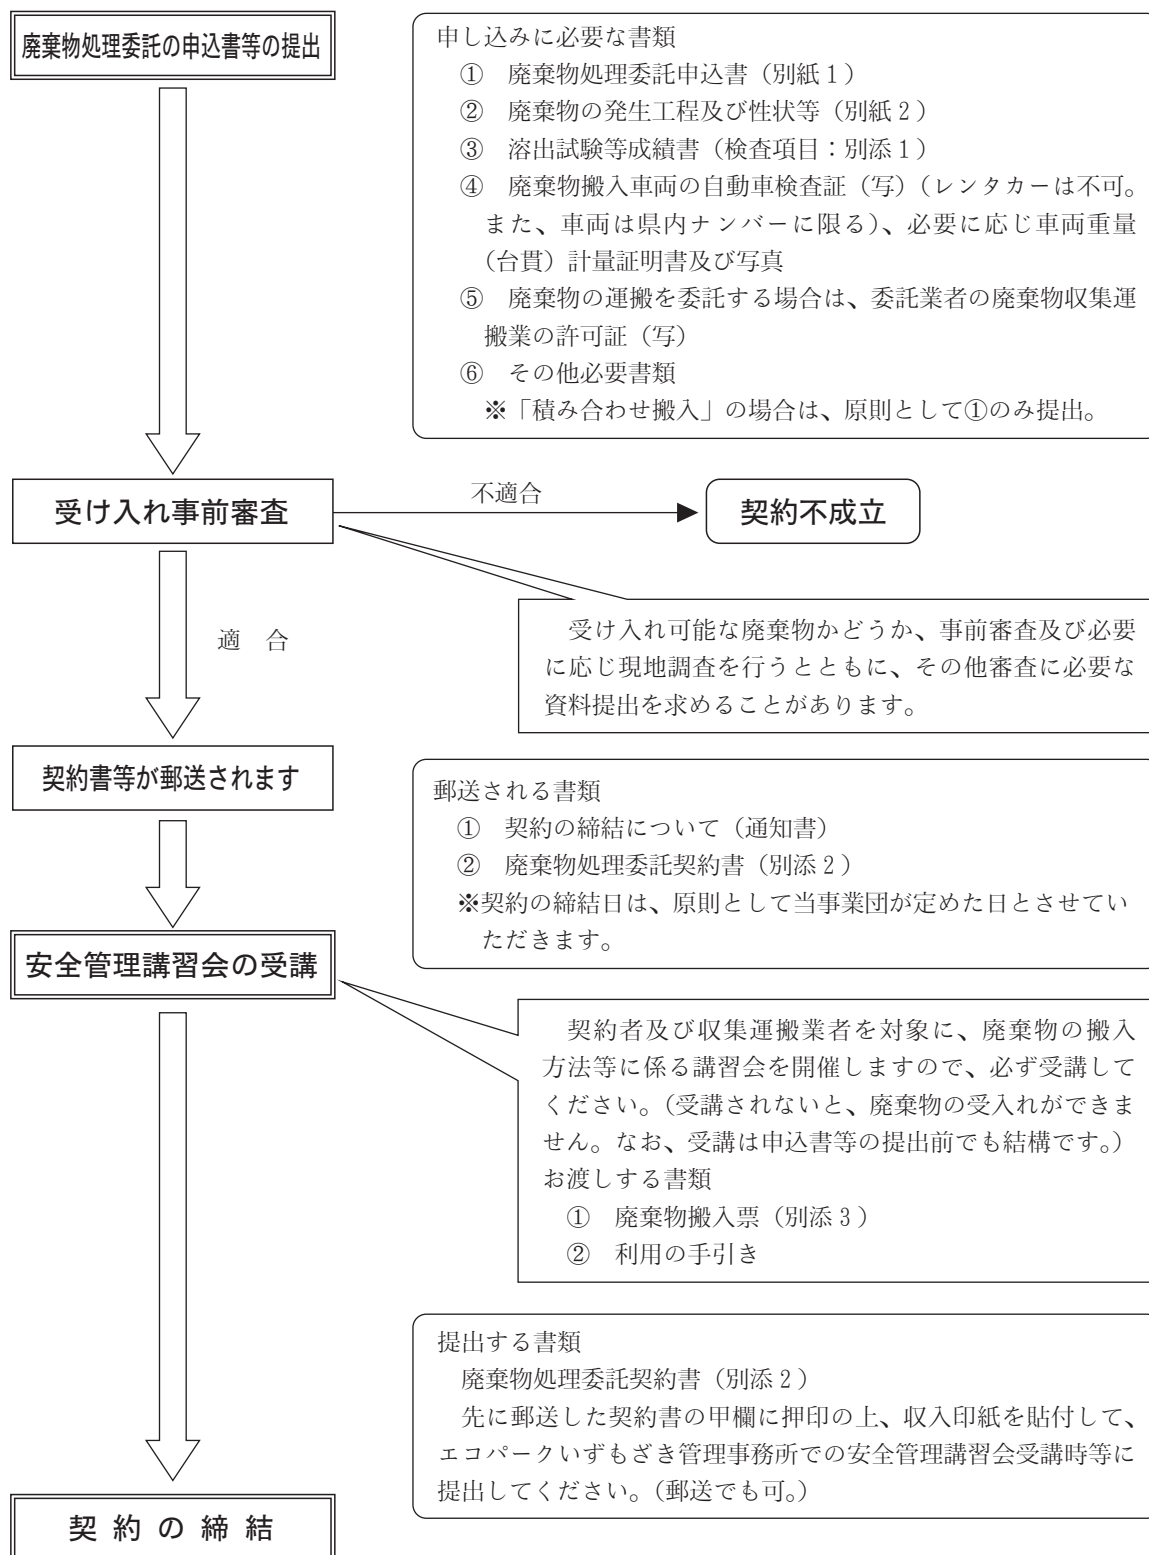 廃棄物処理委託の申込書等の提出
申し込みに必要な書類
① 廃棄物処理委託申込書（別紙１）
② 廃棄物の発生工程及び性状等（別紙２）
③ 溶出試験等成績書（検査項目：別添１）
④ 廃棄物搬入車両の自動車検査証（写）（レンタカーは不可。
また、車両は県内ナンバーに限る）、必要に応じ車両重量
（台貫）計量証明書及び写真
⑤ 廃棄物の運搬を委託する場合は、委託業者の廃棄物収集運
搬業の許可証（写）
⑥ その他必要書類
※「積み合わせ搬入」の場合は、原則として①のみ提出。
受け入れ事前審査
不適合
契約不成立
適　合
受け入れ可能な廃棄物かどうか、事前審査及び必要
に応じ現地調査を行うとともに、その他審査に必要な
資料提出を求めることがあります。
契約書等が郵送されます
郵送される書類
① 契約の締結について（通知書）
② 廃棄物処理委託契約書（別添２）
※契約の締結日は、原則として当事業団が定めた日とさせてい
ただきます。
安全管理講習会の受講
契約者及び収集運搬業者を対象に、廃棄物の搬入
方法等に係る講習会を開催しますので、必ず受講して
ください。（受講されないと、廃棄物の受入れができま
せん。なお、受講は申込書等の提出前でも結構です。）
お渡しする書類
① 廃棄物搬入票（別添３）
② 利用の手引き
提出する書類
廃棄物処理委託契約書（別添２）
先に郵送した契約書の甲欄に押印の上、収入印紙を貼付して、
エコパークいずもざき管理事務所での安全管理講習会受講時等に
提出してください。（郵送でも可。）
契 約 の 締 結